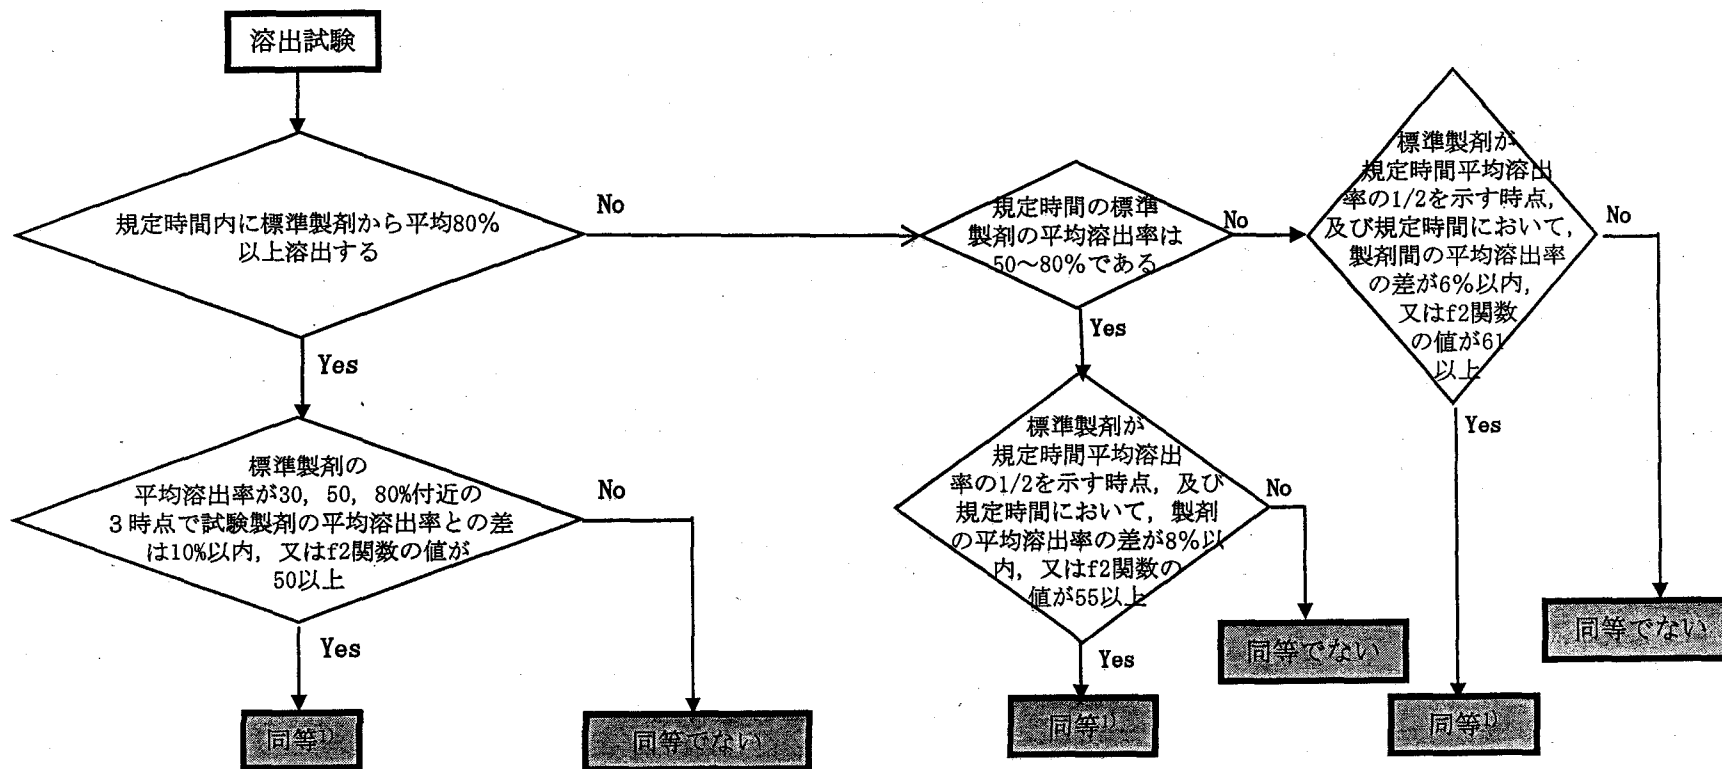 溶出試験
規定時間内に標準製剤から平均80%
以上溶出する
No
Yes
標準製剤の
平均溶出率が30, 50, 80%付近の
3時点で試験製剤の平均溶出率との差
は10%以内, 又はf2関数の値が
50以上
No
Yes
同等1)
同等でない
規定時間の標準
製剤の平均溶出率は
50～80%である
No
Yes
標準製剤が
規定時間平均溶出
率の1/2を示す時点, 及び
規定時間において, 製剤
の平均溶出率の差が8%以
内, 又はf2関数の
値が55以上
No
Yes
同等1)
同等でない
標準製剤が
規定時間平均溶出
率の1/2を示す時点,
及び規定時間において,
製剤間の平均溶出率
の差が6%以内,
又はf2関数
の値が61
以上
No
Yes
同等1)
同等でない